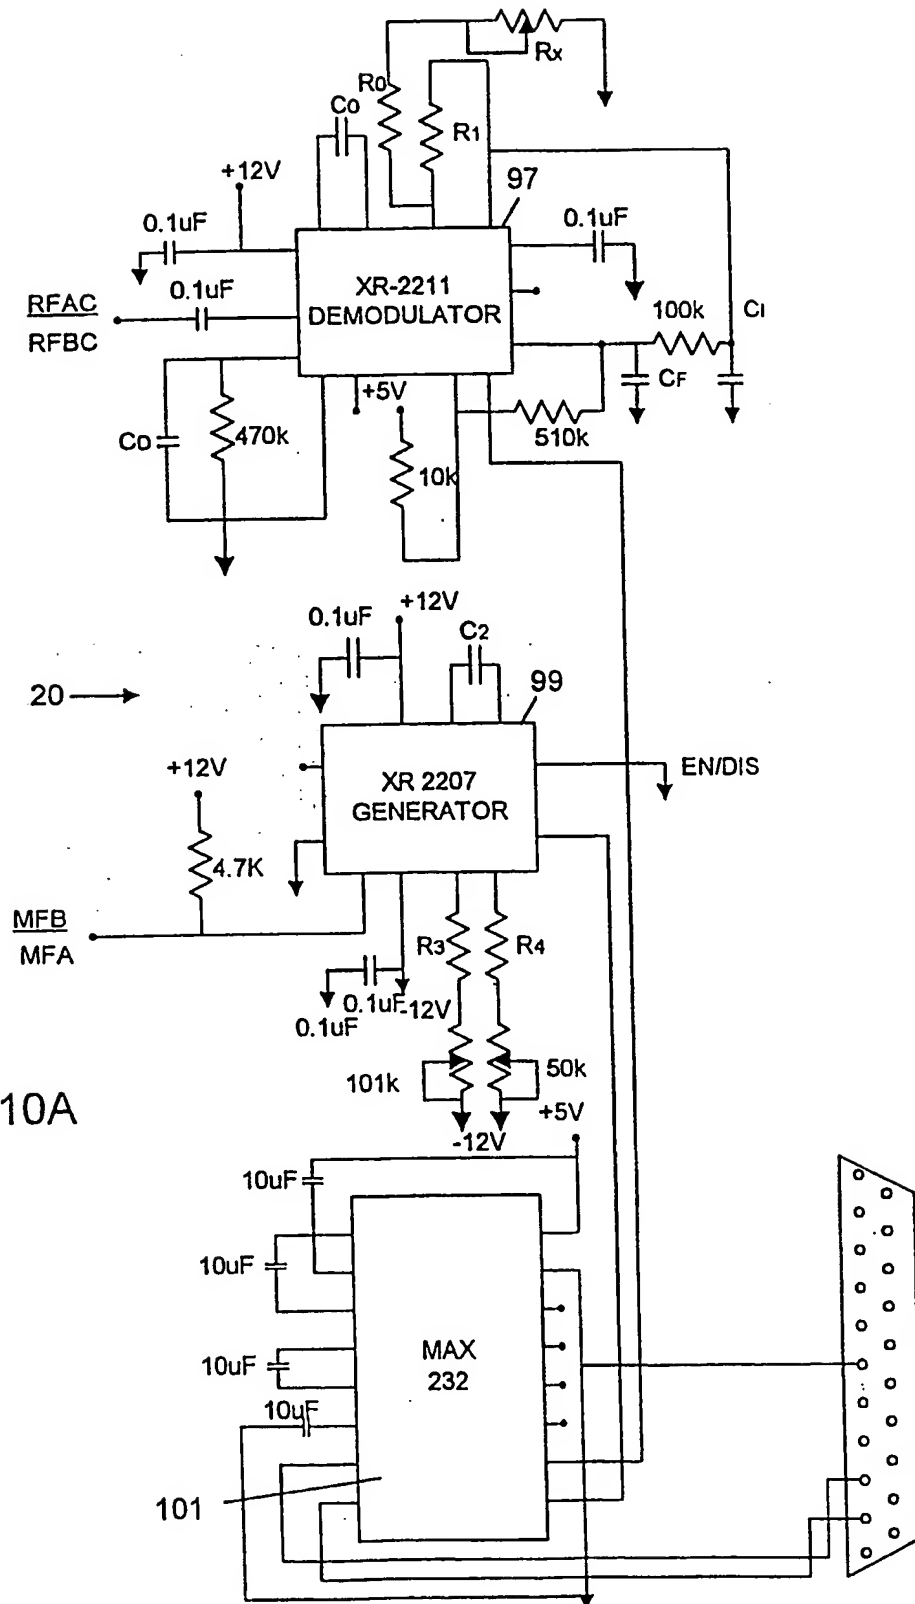 Rx
R0
C0
R1
+12V
97
0.1uF
0.1uF
XR-2211
DEMODULATOR
RFAC
0.1uF
RFBC
100k
CI
+5V
CF
CD
470k
510k
10k
0.1uF
+12V
C2
20
99
+12V
XR 2207
GENERATOR
EN/DIS
4.7K
MFB
MFA
R3
R4
0.1uF
-12V
0.1uF
101k
50k
10A
+5V
-12V
10uF
10uF
MAX
232
10uF
10uF
101